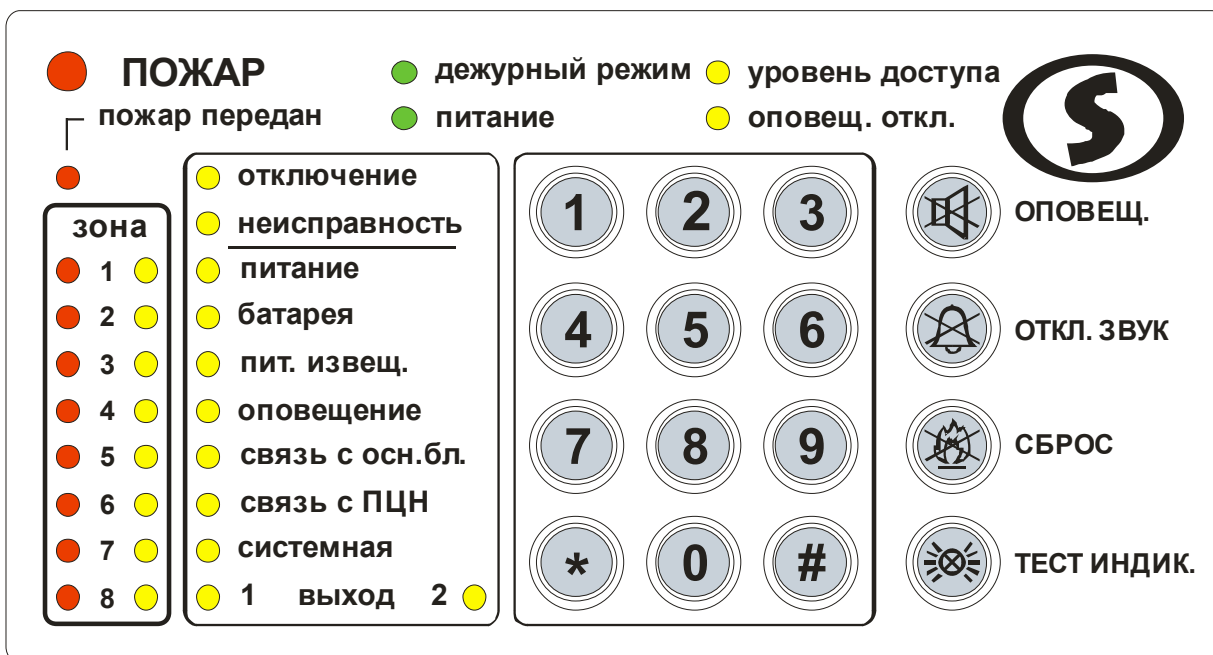 ПОЖАР
дежурный режим
уровень доступа
пожар передан
питание
оповещ. откл.
S
зона
1
2
3
4
5
6
7
8
отключение
неисправность
питание
батарея
пит. извещ.
оповещение
связь с осн.бл.
связь с ПЦН
системная
1 выход 2
1 2 3
4 5 6
7 8 9
* 0 #
ОПОВЕЩ.
ОТКЛ. ЗВУК
СБРОС
ТЕСТ ИНДИК.